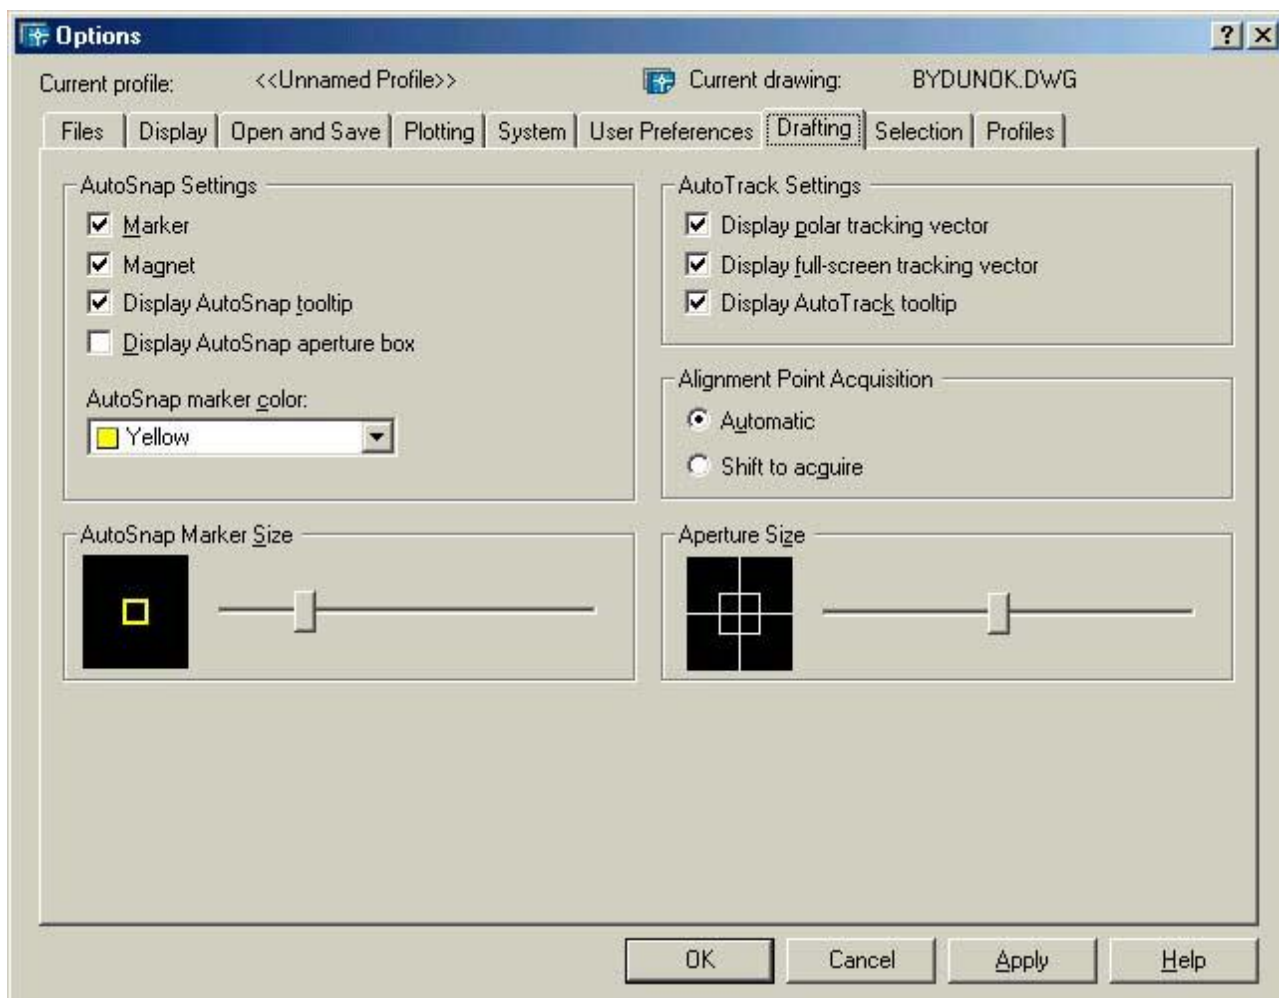 Options
Current profile: <<Unnamed Profile>> Current drawing: BYDUNOK.DWG
Files Display Open and Save Plotting System User Preferences Drafting Selection Profiles
AutoSnap Settings
Marker
Magnet
Display AutoSnap tooltip
Display AutoSnap aperture box
AutoSnap marker color:
Yellow
AutoTrack Settings
Display polar tracking vector
Display full-screen tracking vector
Display AutoTrack tooltip
Alignment Point Acquisition
Automatic
Shift to acguire
AutoSnap Marker Size
Aperture Size
OK Cancel Apply Help